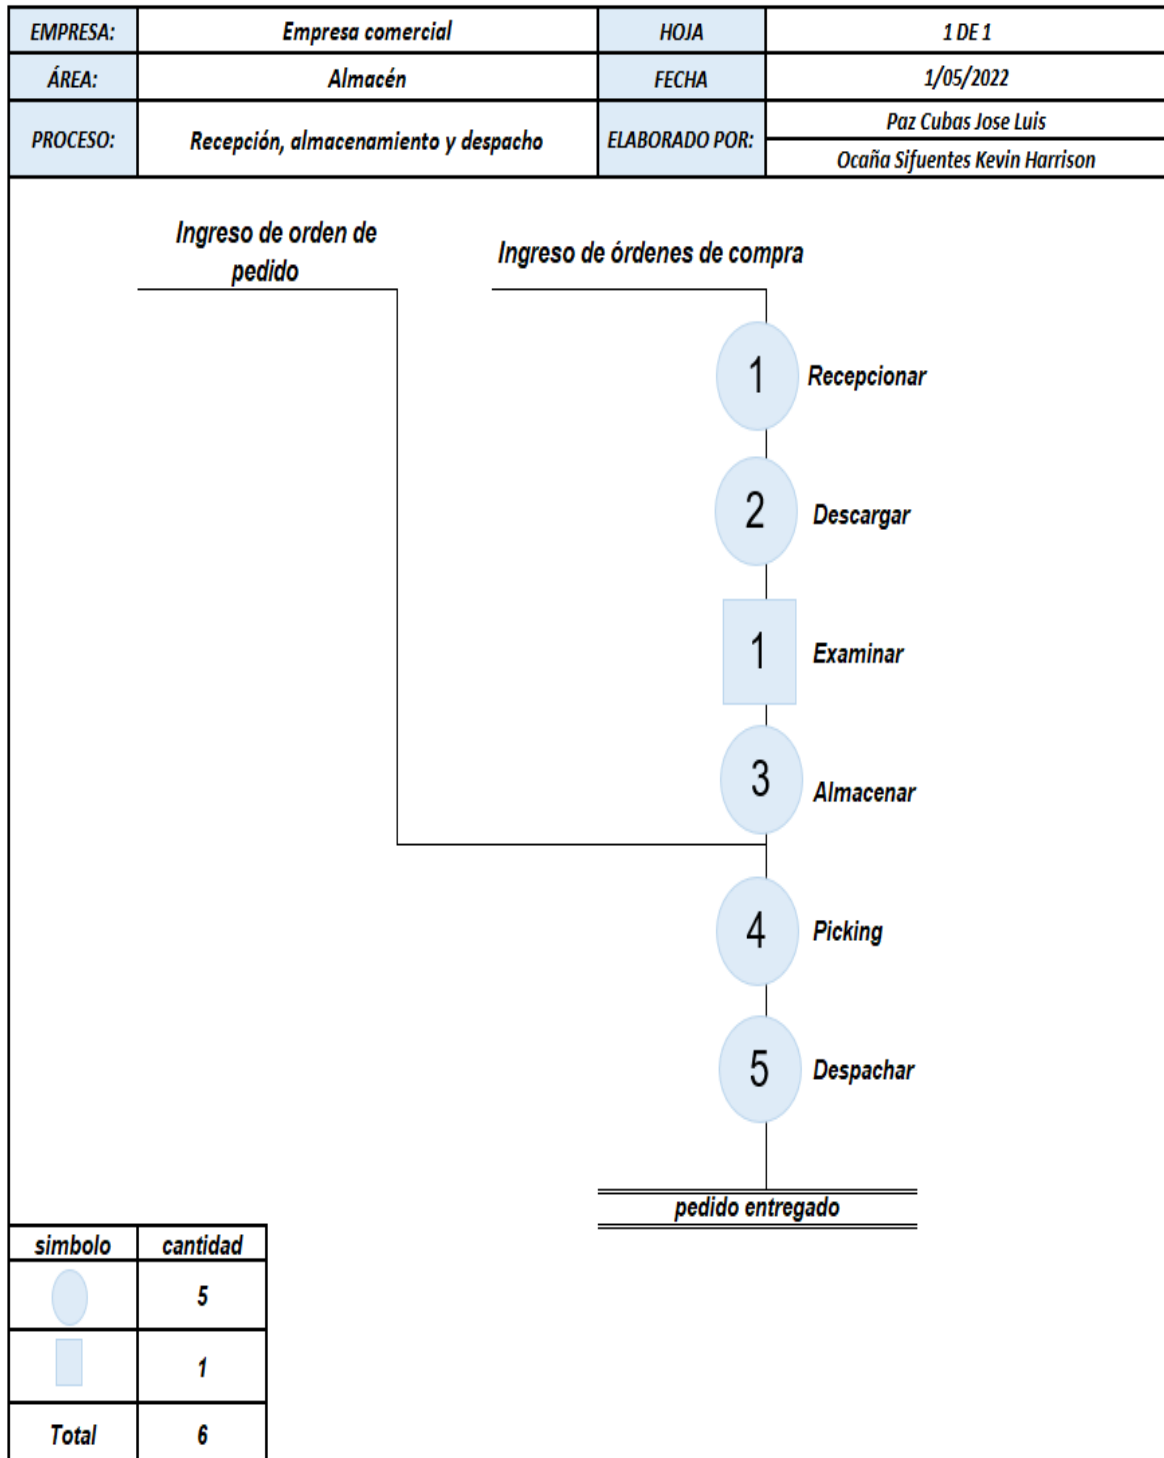 EMPRESA: Empresa comercial HOJA 1 DE 1
ÁREA: Almacén FECHA 1/05/2022
PROCESO: Recepción, almacenamiento y despacho ELABORADO POR: Paz Cubas Jose Luis
Ocaña Sifuentes Kevin Harrison
Ingreso de orden de
pedido
Ingreso de órdenes de compra
1 Recepcionar
2 Descargar
1 Examinar
3 Almacenar
4 Picking
5 Despachar
pedido entregado
simbolo cantidad
5
1
Total 6